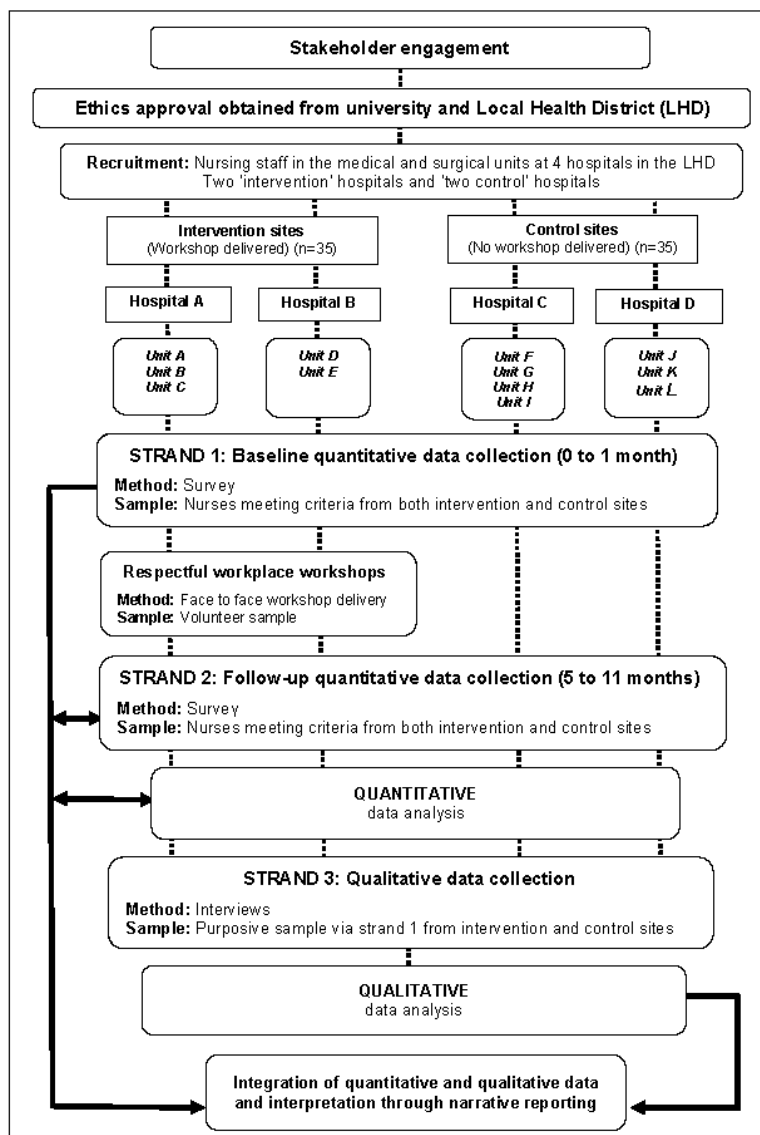 Stakeholder engagement
Ethics approval obtained from university and Local Health District (LHD)
Recruitment: Nursing staff in the medical and surgical units at 4 hospitals in the LHD
Two 'intervention' hospitals and 'two control' hospitals
Intervention sites
(Workshop delivered) (n=35)
Control sites
(No workshop delivered) (n=35)
Hospital A
Hospital B
Hospital C
Hospital D
Unit A
Unit B
Unit C
Unit D
Unit E
Unit F
Unit G
Unit H
Unit I
Unit J
Unit K
Unit L
STRAND 1: Baseline quantitative data collection (0 to 1 month)
Method: Survey
Sample: Nurses meeting criteria from both intervention and control sites
Respectful workplace workshops
Method: Face to face workshop delivery
Sample: Volunteer sample
STRAND 2: Follow-up quantitative data collection (5 to 11 months)
Method: Survey
Sample: Nurses meeting criteria from both intervention and control sites
QUANTITATIVE
data analysis
STRAND 3: Qualitative data collection
Method: Interviews
Sample: Purposive sample via strand 1 from intervention and control sites
QUALITATIVE
data analysis
Integration of quantitative and qualitative data
and interpretation through narrative reporting